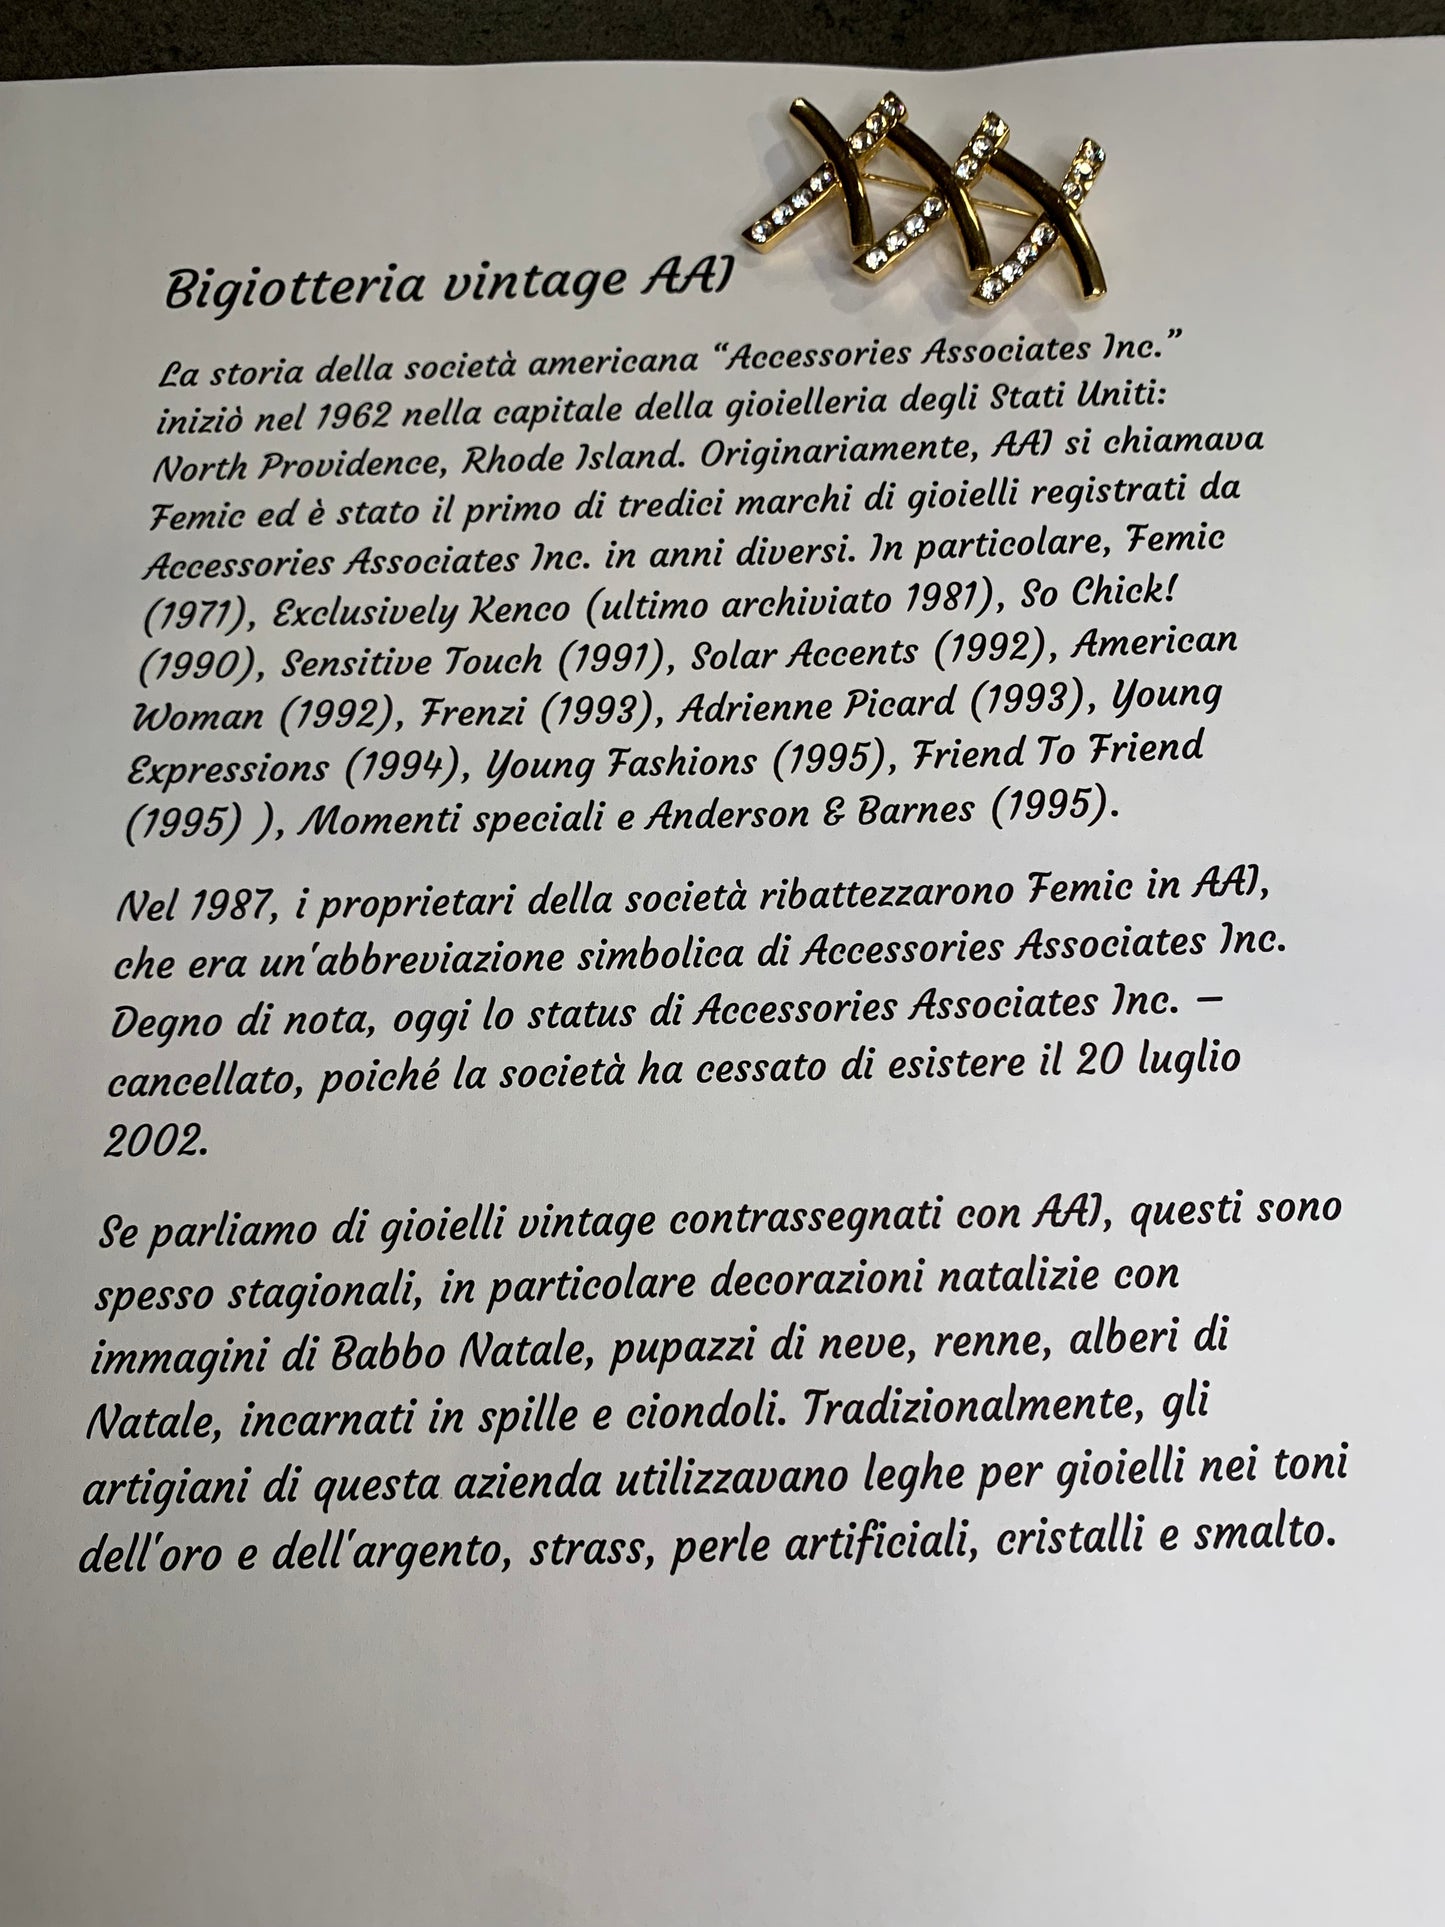 Bigiotteria vintage AAI
La storia della società americana “Accessories Associates Inc.”
iniziò nel 1962 nella capitale della gioielleria degli Stati Uniti:
North Providence, Rhode Island. Originariamente, AAI si chiamava
Femic ed è stato il primo di tredici marchi di gioielli registrati da
Accessories Associates Inc. in anni diversi. In particolare, Femic
(1971), Exclusively Kenco (ultimo archiviato 1981), So Chick!
(1990), Sensitive Touch (1991), Solar Accents (1992), American
Woman (1992), Frenzi (1993), Adrienne Picard (1993), Young
Expressions (1994), Young Fashions (1995), Friend To Friend
(1995) ), Momenti speciali e Anderson & Barnes (1995).
Nel 1987, i proprietari della società ribattezzarono Femic in AAI,
che era un'abbreviazione simbolica di Accessories Associates Inc.
Degno di nota, oggi lo status di Accessories Associates Inc. –
cancellato, poiché la società ha cessato di esistere il 20 luglio
2002.
Se parliamo di gioielli vintage contrassegnati con AAI, questi sono
spesso stagionali, in particolare decorazioni natalizie con
immagini di Babbo Natale, pupazzi di neve, renne, alberi di
Natale, incarnati in spille e ciondoli. Tradizionalmente, gli
artigiani di questa azienda utilizzavano leghe per gioielli nei toni
dell'oro e dell'argento, strass, perle artificiali, cristalli e smalto.